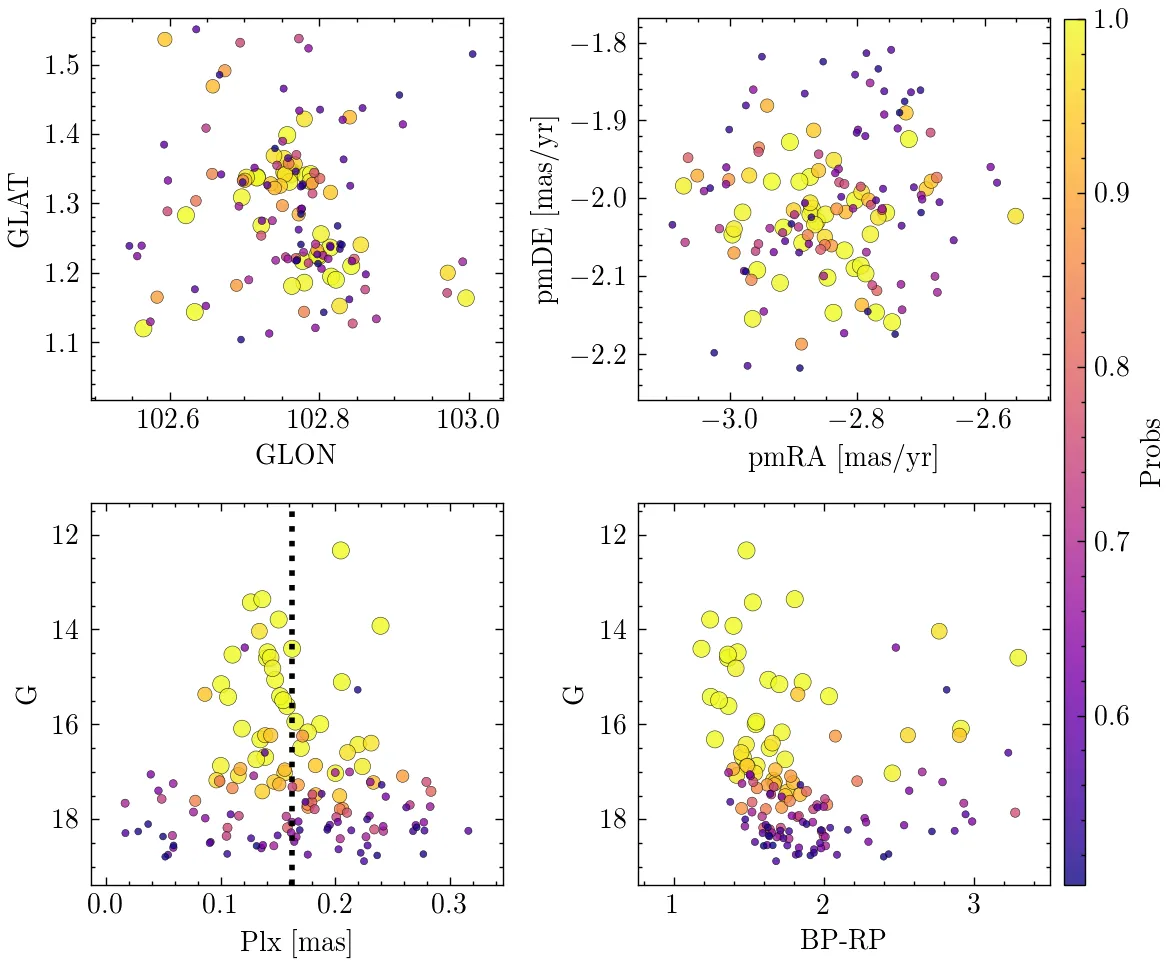 1.5
1.4
1.3
1.2
1.1
GLAT
102.6 102.8 103.0
GLON
−1.8
−1.9
−2.0
−2.1
−2.2
pmDE [mas/yr]
−3.0 −2.8 −2.6
pmRA [mas/yr]
1.0
0.9
0.8
0.7
0.6
Probs
12
14
16
18
G
0.0 0.1 0.2 0.3
Plx [mas]
12
14
16
18
G
1 2 3
BP-RP